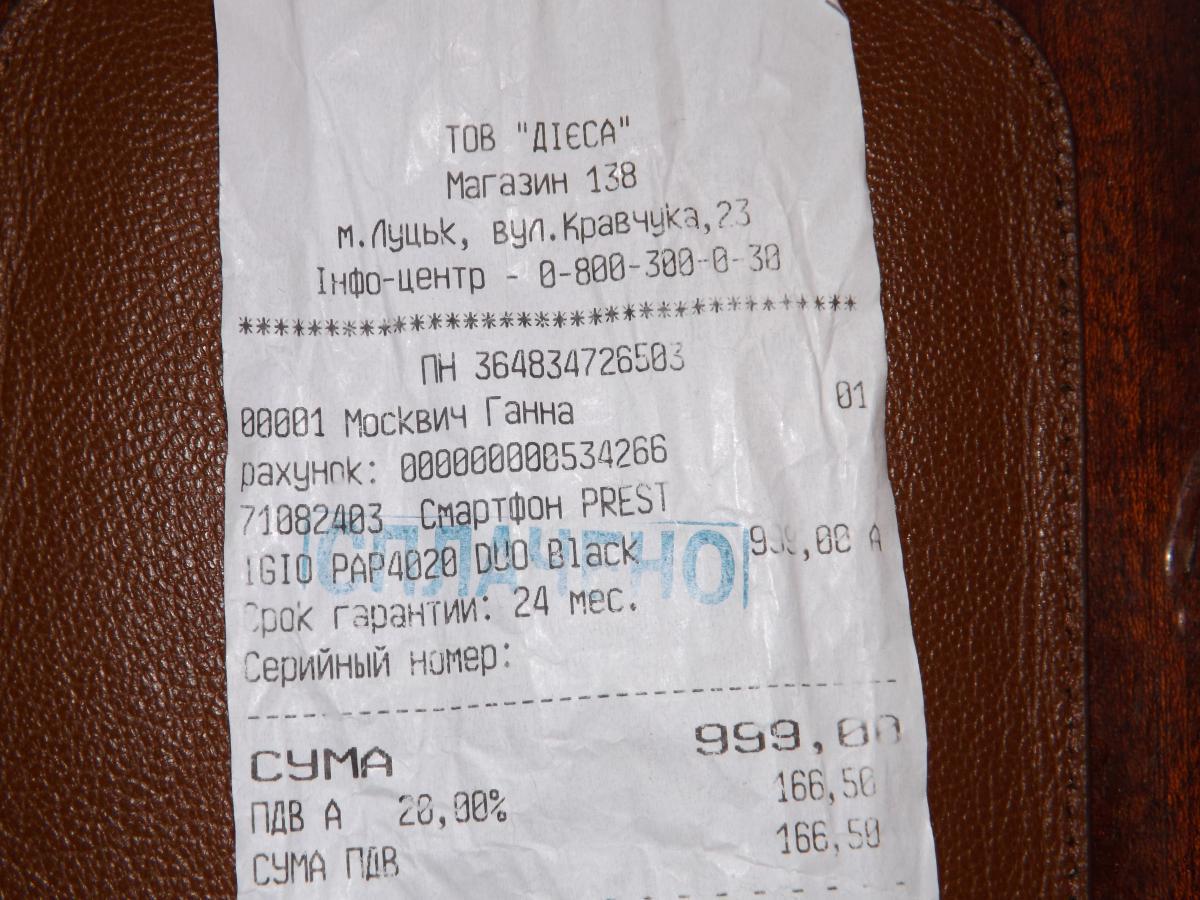 ТОВ "ДІЄСА"
Магазин 138
м.Луцьк, вул.Кравчука,23
Інфо-центр - 0-800-300-0-30
***********************************
ПН 364834726503
00001 Москвич Ганна 01
рахунок: 000000000534266
71082403 Смартфон PREST
IGIO PAP4020 DUO Black 999,00 А
СПЛАЧЕНО
Срок гарантии: 24 мес.
Серийный номер:
СУМА 999,00
ПДВ А 20,00% 166,50
СУМА ПДВ 166,50